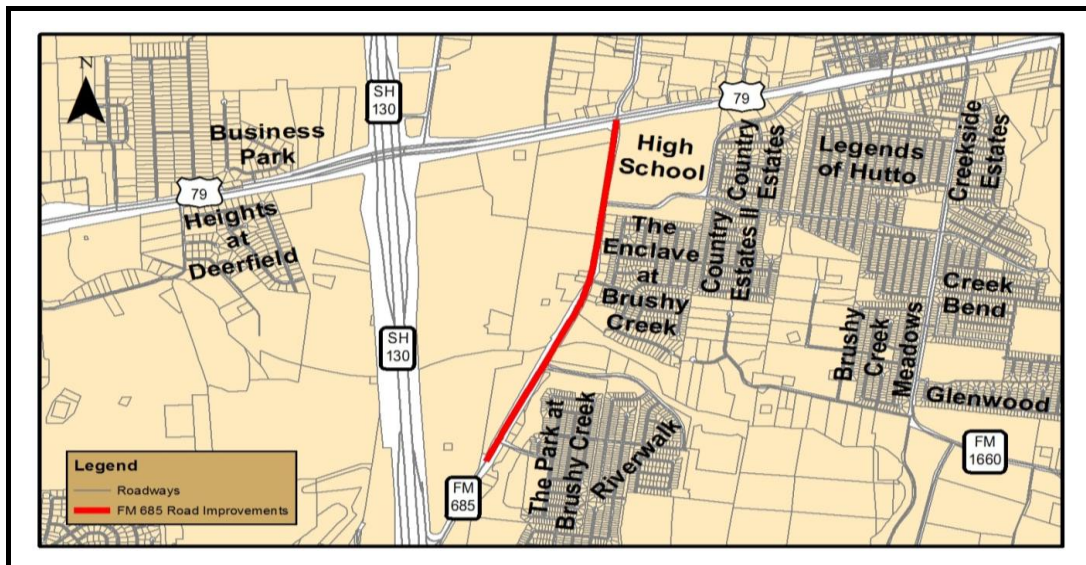 N
SH
130
79
Business
Park
79
Heights
at
Deerfield
High
School
Country
Estates
Legends
of Hutto
Creekside
Estates
The
Enclave
at
Brushy
Creek
Country
Estates II
SH
130
Creek
Bend
Brushy
Creek
Meadows
Glenwood
The Park at
Brushy Creek
Riverwalk
FM
1660
FM
685
Legend
Roadways
FM 685 Road Improvements